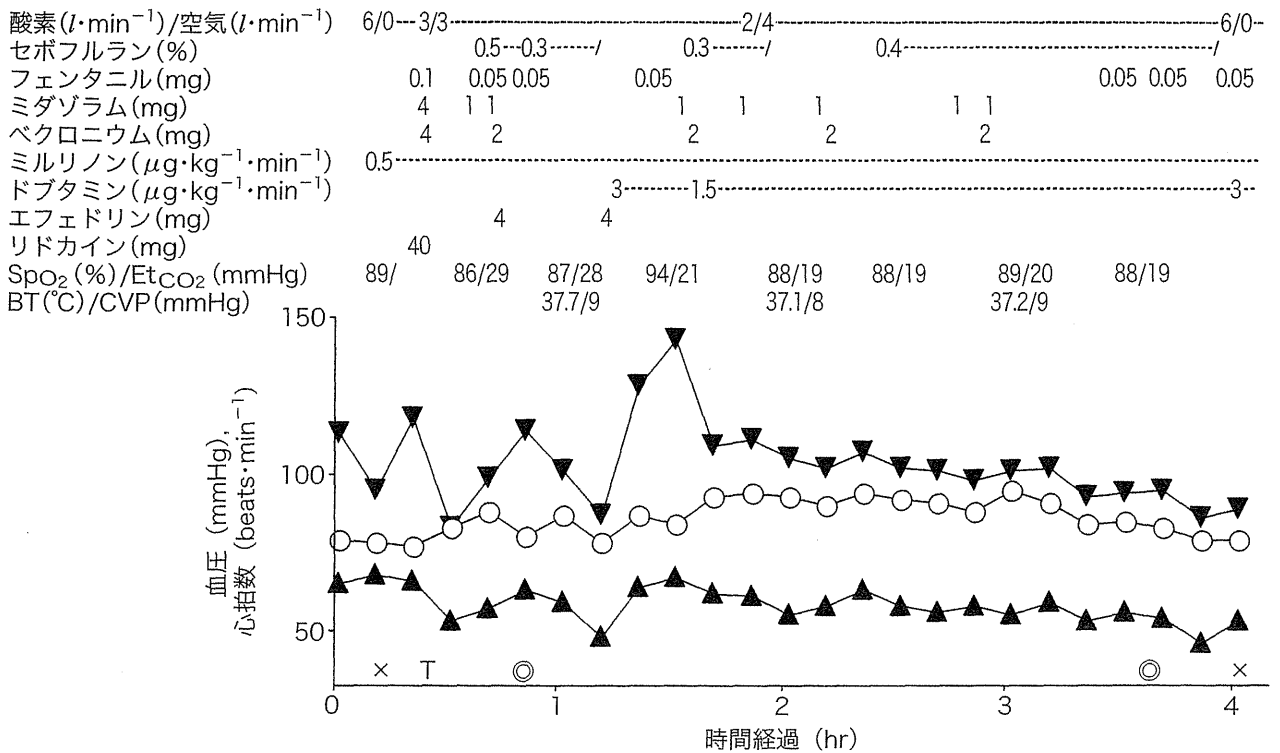 酸素(l·min⁻¹)/空気(l·min⁻¹) 6/0 3/3 2/4 6/0
セボフルラン(%) 0.5 0.3 / 0.3 / 0.4 /
フェンタニル(mg) 0.1 0.05 0.05 0.05 0.05 0.05 0.05
ミダゾラム(mg) 4 1 1 1 1 1 1 1
ベクロニウム(mg) 4 2 2 2 2
ミルリノン(μg·kg⁻¹·min⁻¹) 0.5
ドブタミン(μg·kg⁻¹·min⁻¹) 3 1.5 3
エフェドリン(mg) 4 4
リドカイン(mg) 40
SpO₂(%)/EtCO₂(mmHg) 89/ 86/29 87/28 94/21 88/19 88/19 89/20 88/19
BT(℃)/CVP(mmHg) 37.7/9 37.1/8 37.2/9
150
100
50
血圧 (mmHg),
心拍数 (beats·min⁻¹)
× T ◎ ◎ ×
0 1 2 3 4
時間経過 (hr)